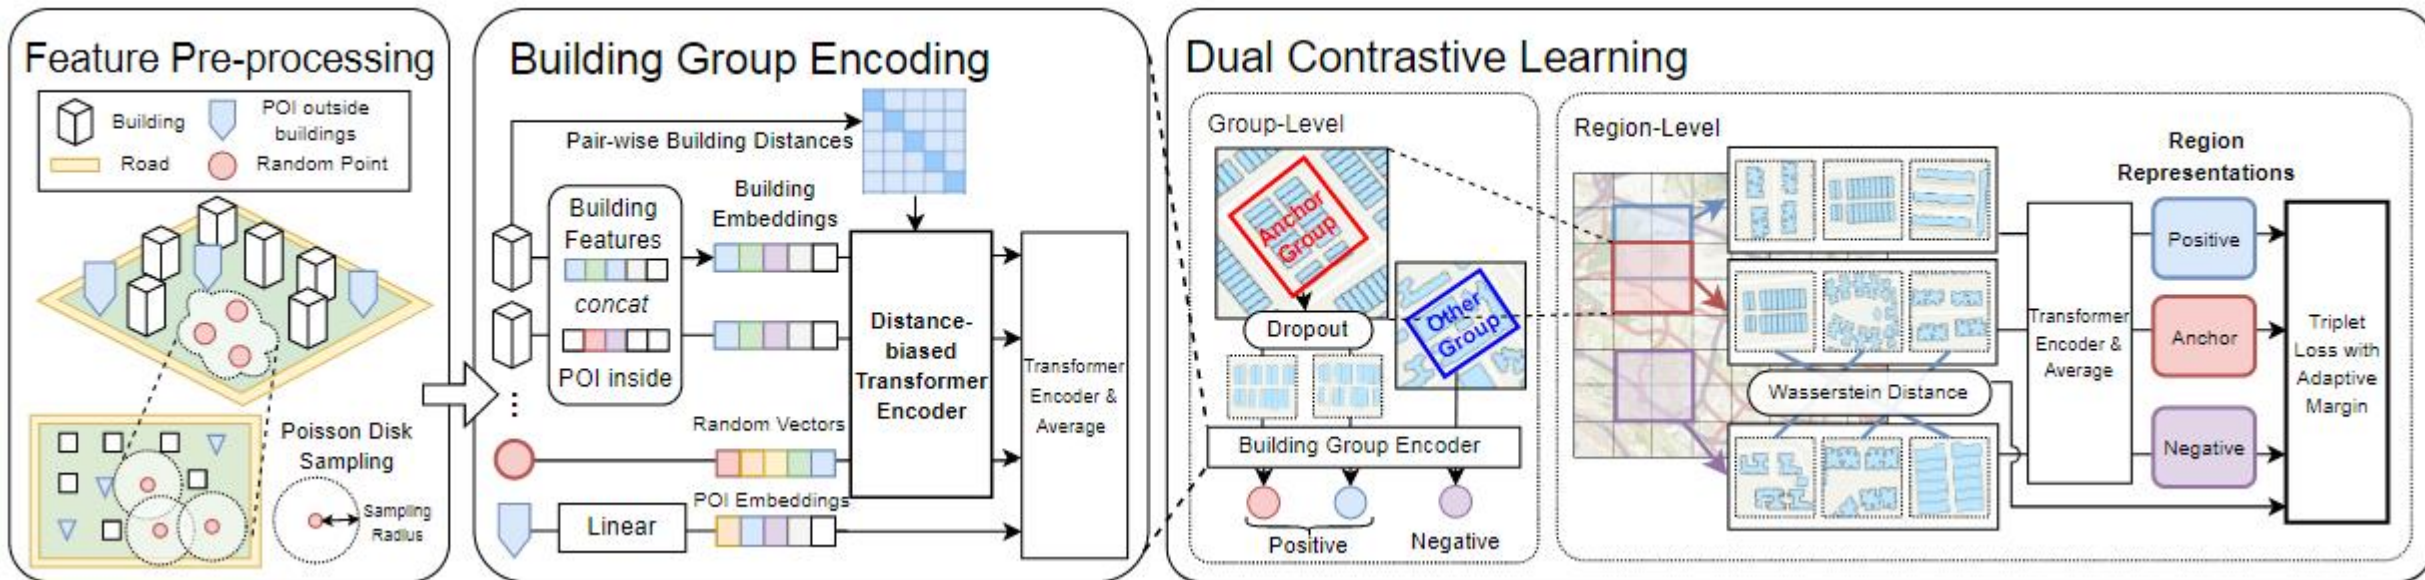 Feature Pre-processing
Building
POI outside
buildings
Road
Random Point
Poisson Disk
Sampling
Sampling
Radius
Building Group Encoding
Pair-wise Building Distances
Building
Features
concat
POI inside
Building
Embeddings
Distance-
biased
Transformer
Encoder
Transformer
Encoder &
Average
...
Random Vectors
POI Embeddings
Linear
Dual Contrastive Learning
Group-Level
Anchor
Group
Dropout
Other
Group
Building Group Encoder
Positive
Negative
Region-Level
Wasserstein Distance
Transformer
Encoder &
Average
Region
Representations
Positive
Anchor
Negative
Triplet
Loss with
Adaptive
Margin